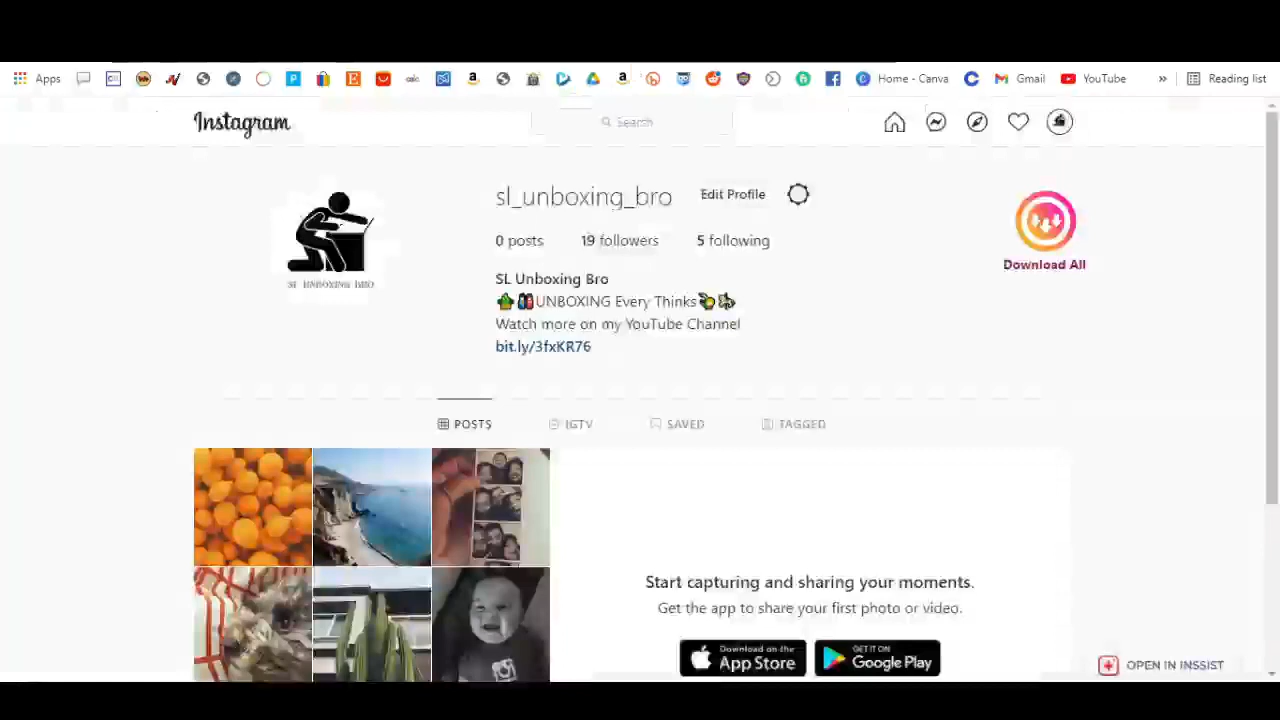 Apps Home - Canva Gmail YouTube » Reading list
Instagram
Search
sl_unboxing_bro Edit Profile
0 posts 19 followers 5 following
SL Unboxing Bro
UNBOXING Every Thinks
Watch more on my YouTube Channel
bit.ly/3fxKR76
SL UNBOXING BRO
Download All
POSTS IGTV SAVED TAGGED
Start capturing and sharing your moments.
Get the app to share your first photo or video.
Download on the App Store
GET IT ON Google Play
OPEN IN INSSIST